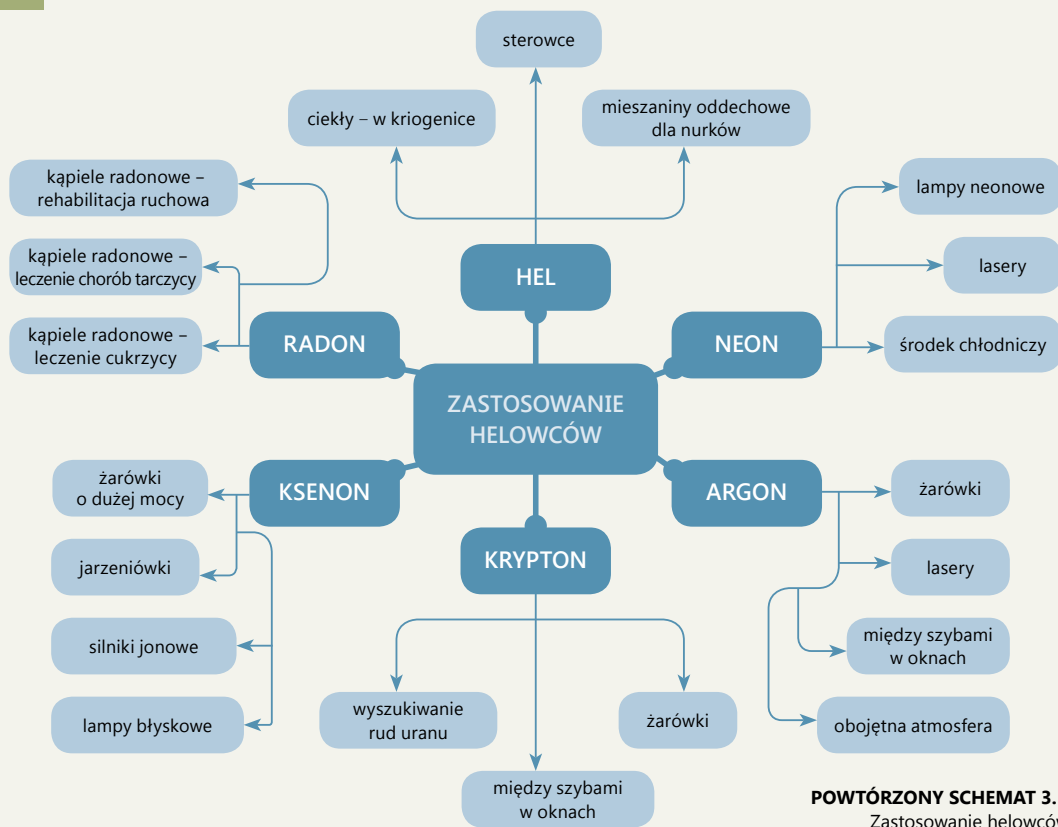 sterowce
ciekły – w kriogenice
mieszaniny oddechowe
dla nurków
HEL
kąpiele radonowe –
rehabilitacja ruchowa
kąpiele radonowe –
leczenie chorób tarczycy
kąpiele radonowe –
leczenie cukrzycy
RADON
lampy neonowe
lasery
środek chłodniczy
NEON
ZASTOSOWANIE
HELOWCÓW
żarówki
o dużej mocy
jarzeniówki
silniki jonowe
lampy błyskowe
KSENON
KRYPTON
wyszukiwanie
rud uranu
między szybami
w oknach
żarówki
ARGON
żarówki
lasery
między szybami
w oknach
obojętna atmosfera
POWTÓRZONY SCHEMAT 3.
Zastosowanie helowców